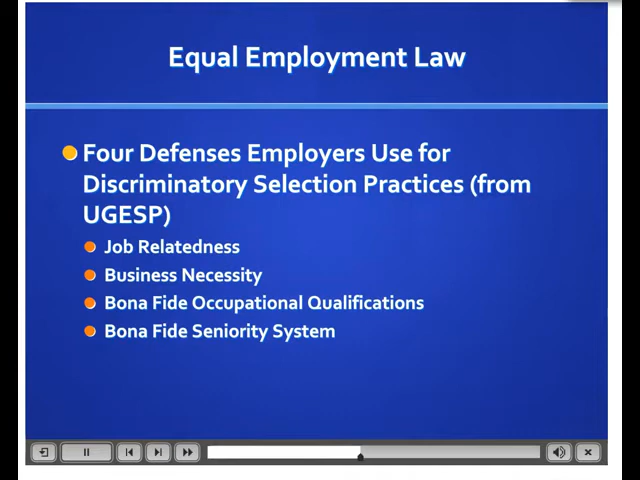 Equal Employment Law
Four Defenses Employers Use for
Discriminatory Selection Practices (from
UGESP)
Job Relatedness
Business Necessity
Bona Fide Occupational Qualifications
Bona Fide Seniority System